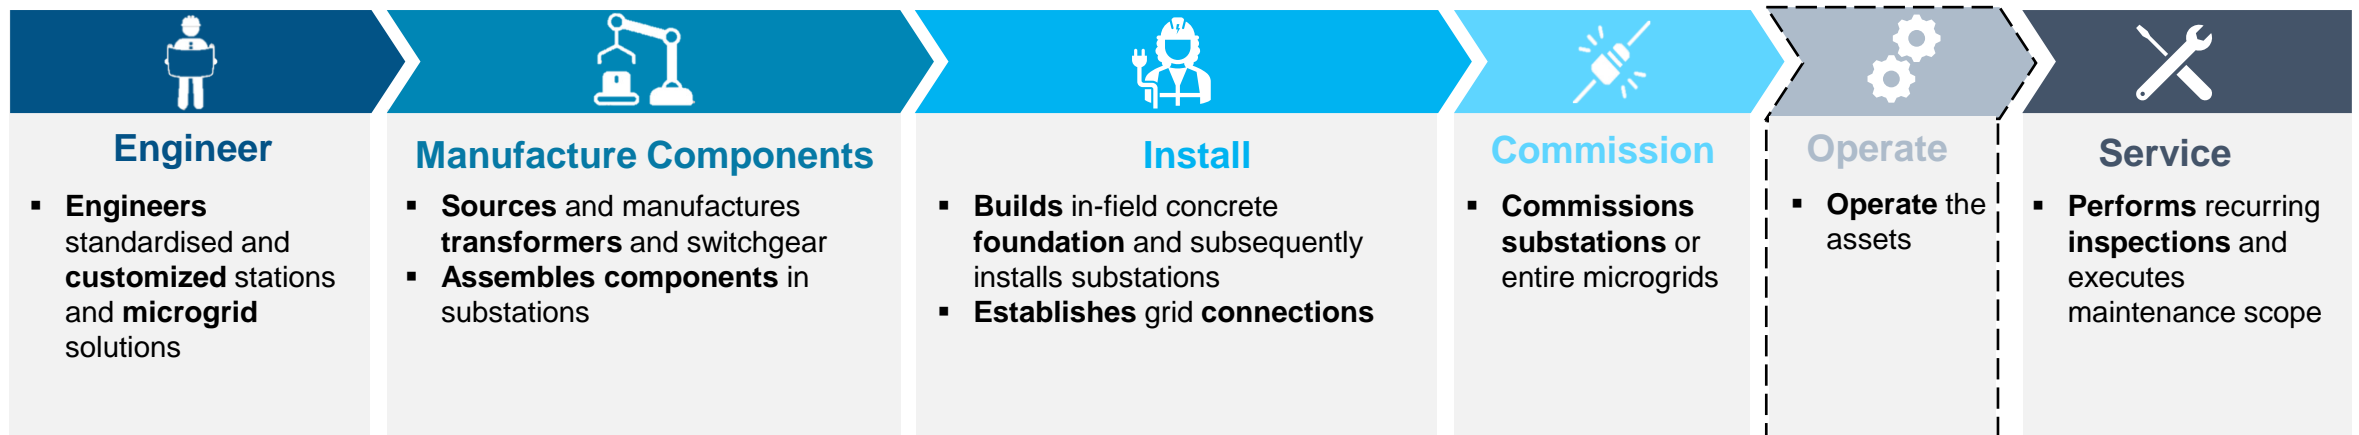 Engineer
▪ Engineers
standardised and
customized stations
and microgrid
solutions
Manufacture Components
▪ Sources and manufactures
transformers and switchgear
▪ Assembles components in
substations
Install
▪ Builds in-field concrete
foundation and subsequently
installs substations
▪ Establishes grid connections
Commission
▪ Commissions
substations or
entire microgrids
Operate
▪ Operate the
assets
Service
▪ Performs recurring
inspections and
executes
maintenance scope